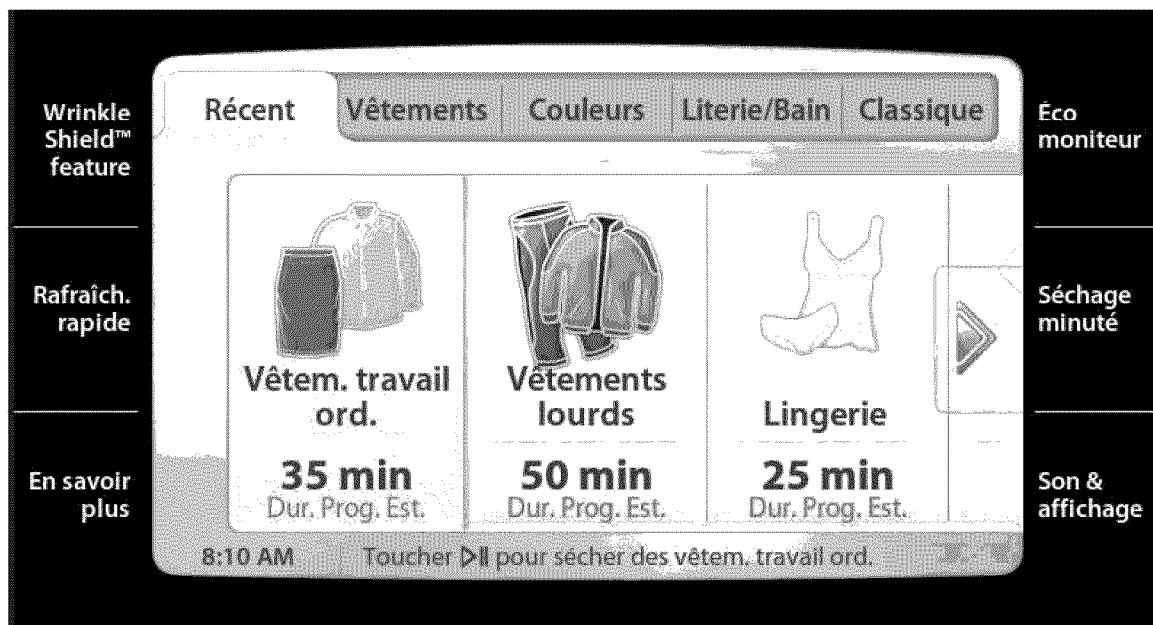 Wrinkle
Shield™
feature
Rafraîch.
rapide
En savoir
plus
Récent
Vêtements
Couleurs
Literie/Bain
Classique
Vêtem. travail
ord.
35 min
Dur. Prog. Est.
Vêtements
lourds
50 min
Dur. Prog. Est.
Lingerie
25 min
Dur. Prog. Est.
8:10 AM
Toucher ▷II pour sécher des vêtem. travail ord.
Éco
moniteur
Séchage
minuté
Son &
affichage